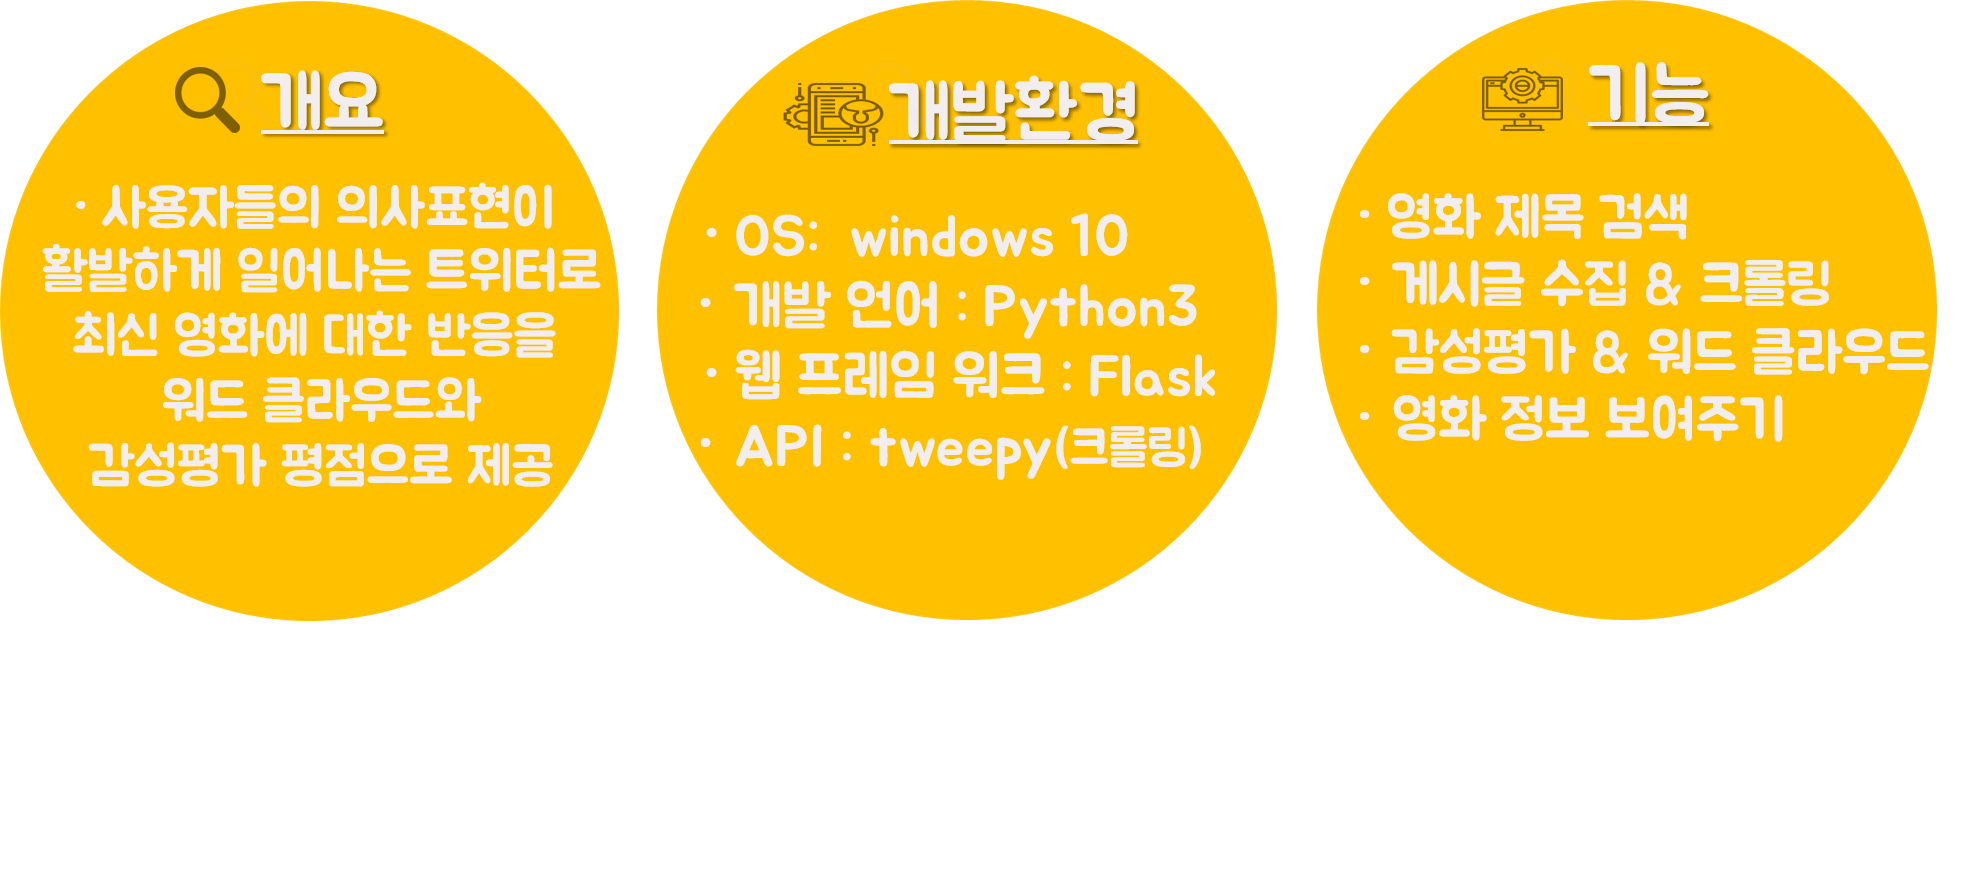 개요
· 사용자들의 의사표현이
활발하게 일어나는 트위터로
최신 영화에 대한 반응을
워드 클라우드와
감성평가 평점으로 제공
개발환경
· OS: windows 10
· 개발 언어 : Python3
· 웹 프레임 워크 : Flask
· API : tweepy(크롤링)
기능
· 영화 제목 검색
· 게시글 수집 & 크롤링
· 감성평가 & 워드 클라우드
· 영화 정보 보여주기